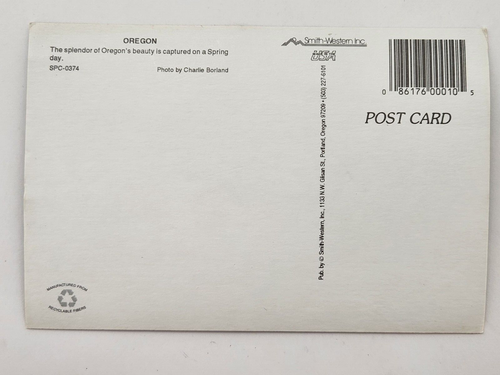 OREGON
The splendor of Oregon's beauty is captured on a Spring
day.
SPC-0374 Photo by Charlie Borland
Smith-Western Inc.
USA
0 86176 00010 5
POST CARD
Pub. by © Smith-Western, Inc., 1133 N.W. Glisan St., Portland, Oregon 97209 • (503) 227-6101
MANUFACTURED FROM
RECYCLABLE FIBERS